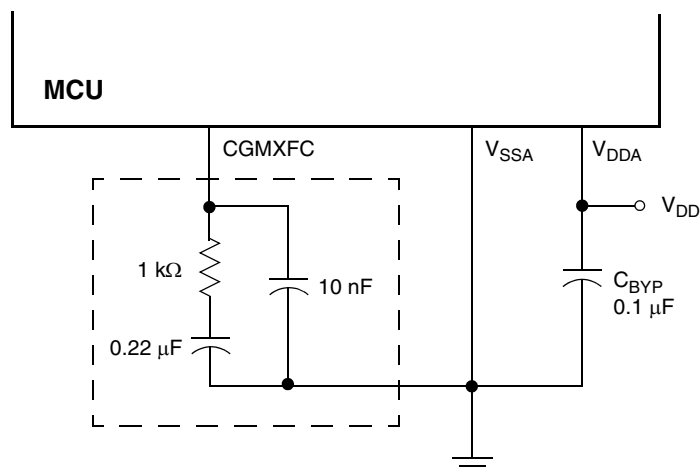 MCU
CGMXFC
VSSA
VDDA
VDD
1 kΩ
10 nF
CBYP
0.1 μF
0.22 μF